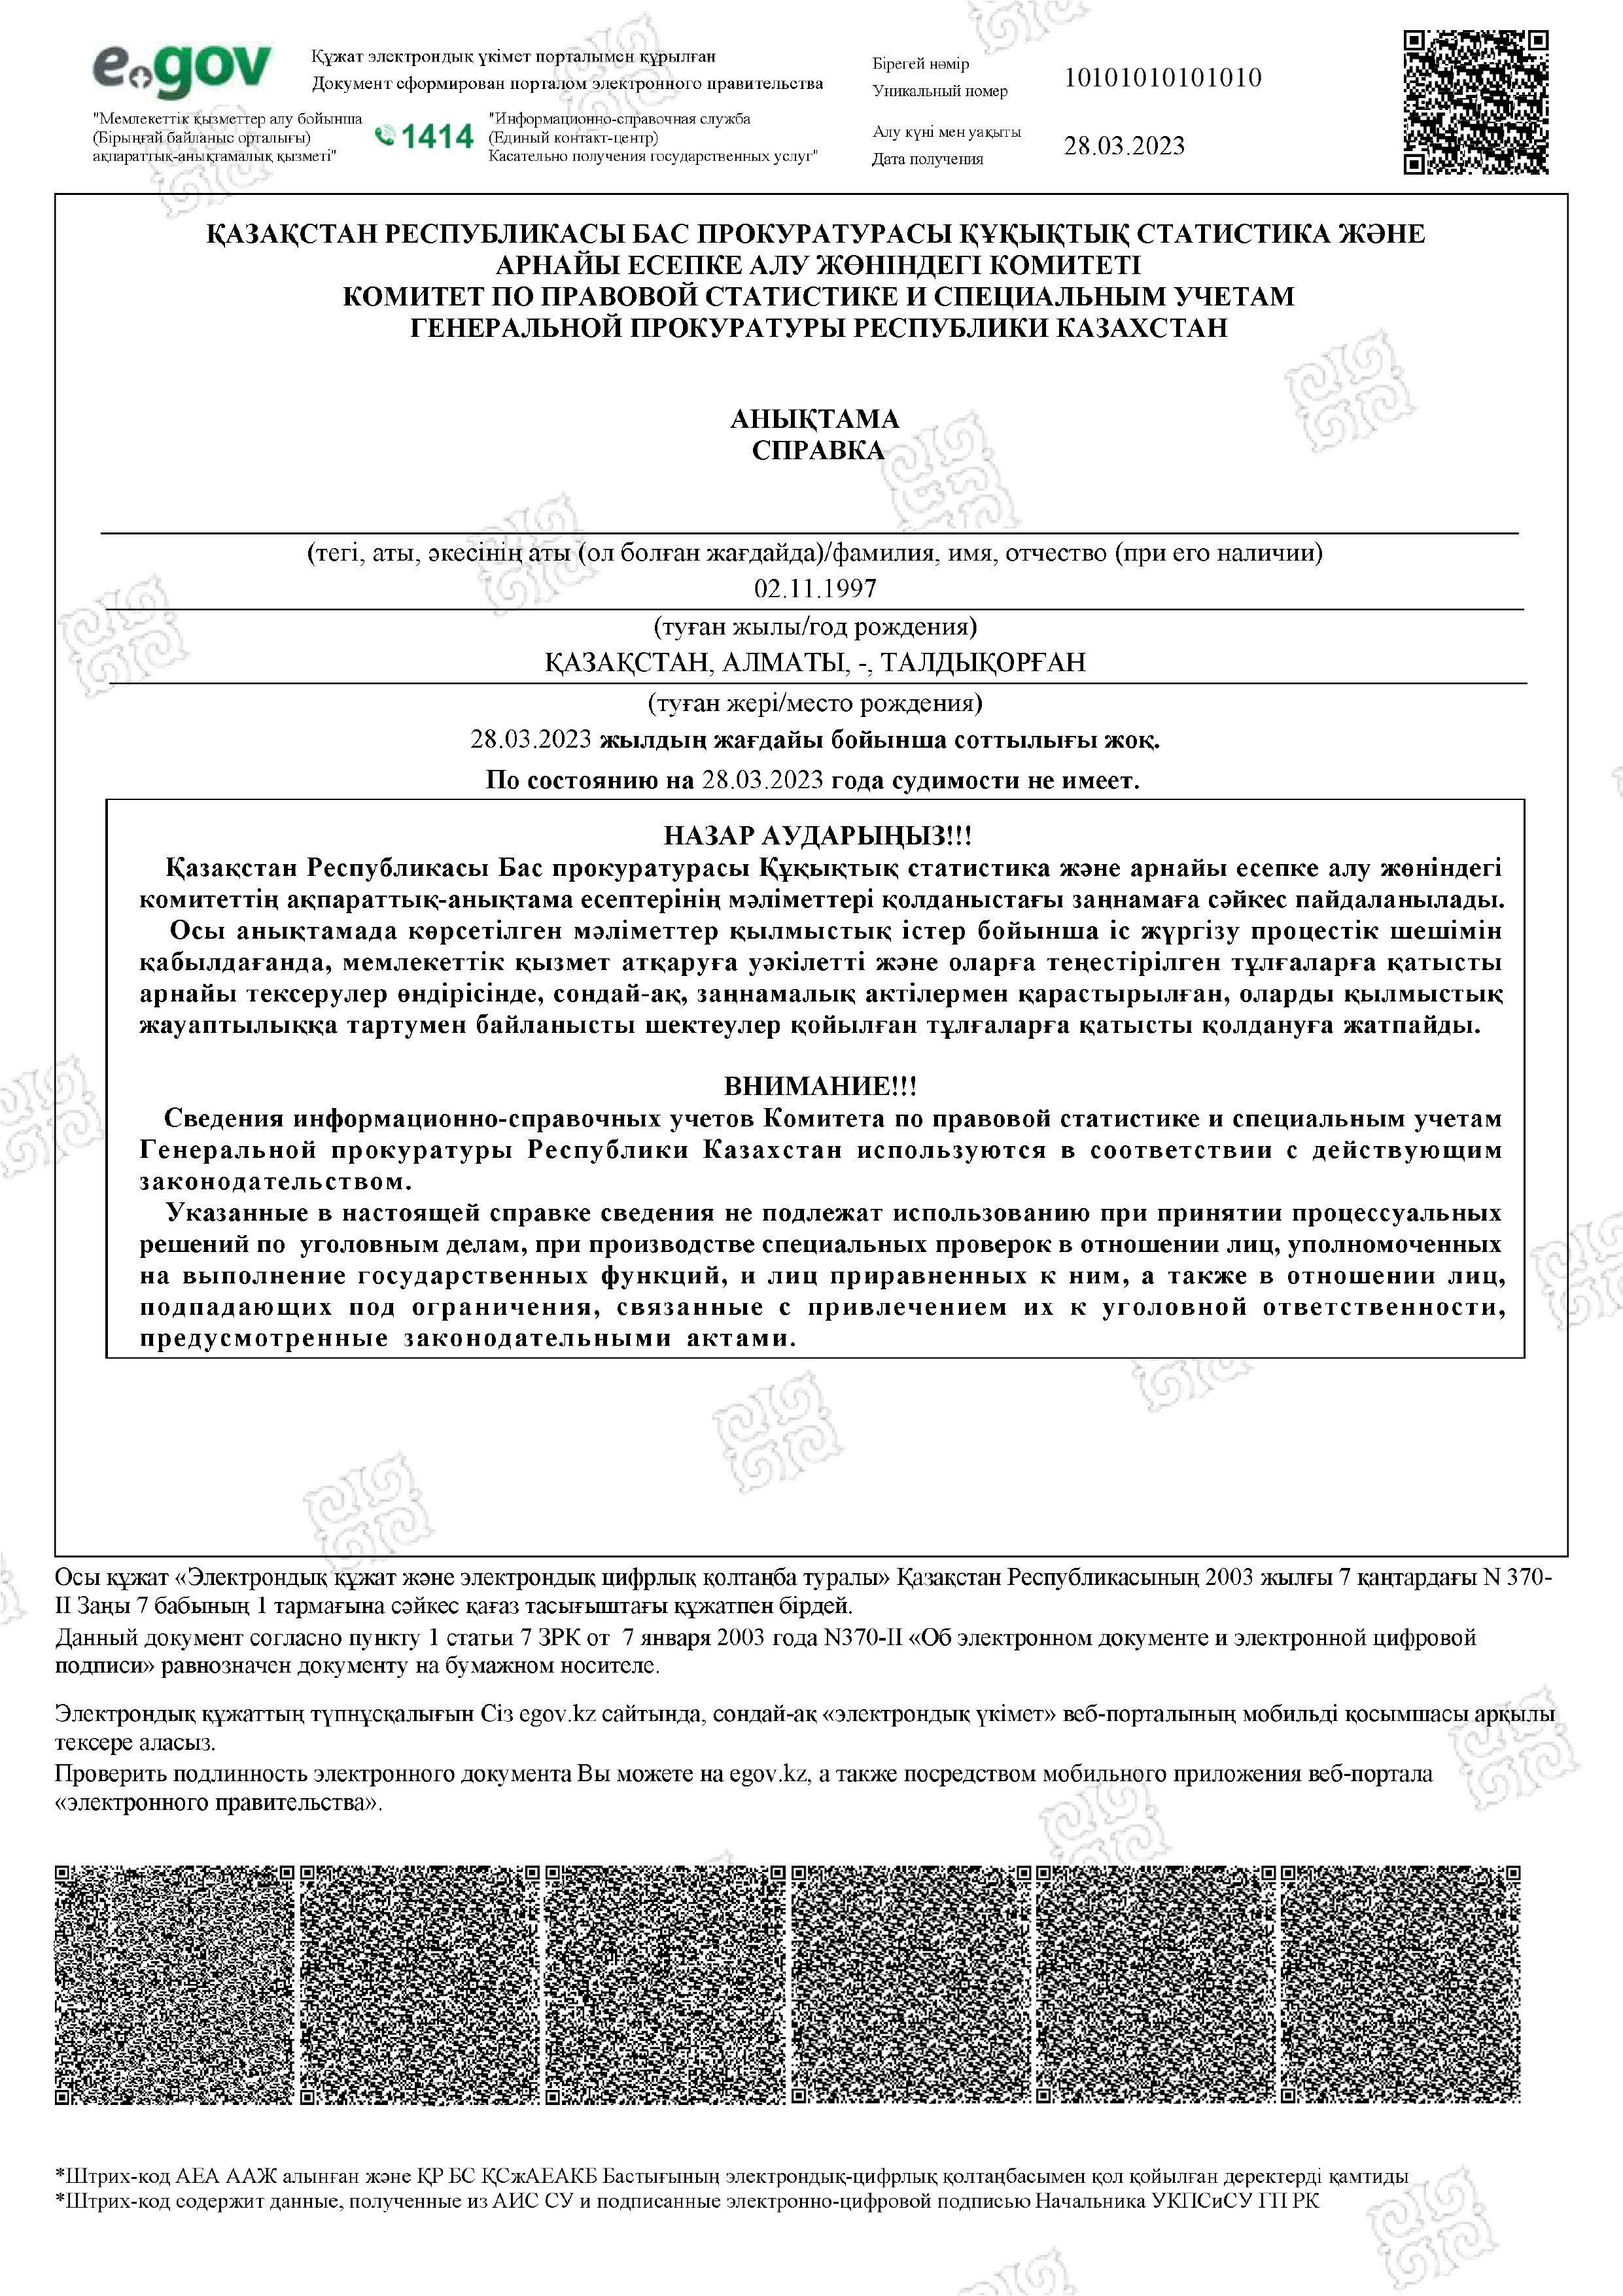 e.gov
Құжат электрондық үкімет порталымен құрылған
Документ сформирован порталом электронного правительства
"Мемлекеттік қызметтер алу бойынша
(Бірыңғай байланыс орталығы)
ақпараттық-анықтамалық қызметі"
1414
"Информационно-справочная служба
(Единый контакт-центр)
Касательно получения государственных услуг"
Бірегей нөмір
Уникальный номер
10101010101010
Алу күні мен уақыты
Дата получения
28.03.2023
ҚАЗАҚСТАН РЕСПУБЛИКАСЫ БАС ПРОКУРАТУРАСЫ ҚҰҚЫҚТЫҚ СТАТИСТИКА ЖӘНЕ
АРНАЙЫ ЕСЕПКЕ АЛУ ЖӨНІНДЕГІ КОМИТЕТІ
КОМИТЕТ ПО ПРАВОВОЙ СТАТИСТИКЕ И СПЕЦИАЛЬНЫМ УЧЕТАМ
ГЕНЕРАЛЬНОЙ ПРОКУРАТУРЫ РЕСПУБЛИКИ КАЗАХСТАН
АНЫҚТАМА
СПРАВКА
(тегі, аты, әкесінің аты (ол болған жағдайда)/фамилия, имя, отчество (при его наличии)
02.11.1997
(туған жылы/год рождения)
ҚАЗАҚСТАН, АЛМАТЫ, -, ТАЛДЫҚОРҒАН
(туған жері/место рождения)
28.03.2023 жылдың жағдайы бойынша соттылығы жоқ.
По состоянию на 28.03.2023 года судимости не имеет.
НАЗАР АУДАРЫҢЫЗ!!!
Қазақстан Республикасы Бас прокуратурасы Құқықтық статистика және арнайы есепке алу жөніндегі
комитеттің ақпараттық-анықтама есептерінің мәліметтері қолданыстағы заңнамаға сәйкес пайдаланылады.
Осы анықтамада көрсетілген мәліметтер қылмыстық істер бойынша іс жүргізу процестік шешімін
қабылдағанда, мемлекеттік қызмет атқаруға уәкілетті және оларға теңестірілген тұлғаларға қатысты
арнайы тексерулер өндірісінде, сондай-ақ, заңнамалық актілермен қарастырылған, оларды қылмыстық
жауаптылыққа тартумен байланысты шектеулер қойылған тұлғаларға қатысты қолдануға жатпайды.
ВНИМАНИЕ!!!
Сведения информационно-справочных учетов Комитета по правовой статистике и специальным учетам
Генеральной прокуратуры Республики Казахстан используются в соответствии с действующим
законодательством.
Указанные в настоящей справке сведения не подлежат использованию при принятии процессуальных
решений по уголовным делам, при производстве специальных проверок в отношении лиц, уполномоченных
на выполнение государственных функций, и лиц приравненных к ним, а также в отношении лиц,
подпадающих под ограничения, связанные с привлечением их к уголовной ответственности,
предусмотренные законодательными актами.
Осы құжат «Электрондық құжат және электрондық цифрлық қолтаңба туралы» Қазақстан Республикасының 2003 жылғы 7 қаңтардағы N 370-
II Заңы 7 бабының 1 тармағына сәйкес қағаз тасығыштағы құжатпен бірдей.
Данный документ согласно пункту 1 статьи 7 ЗРК от 7 января 2003 года N370-II «Об электронном документе и электронной цифровой
подписи» равнозначен документу на бумажном носителе.
Электрондық құжаттың түпнұсқалығын Сіз egov.kz сайтында, сондай-ақ «электрондық үкімет» веб-порталының мобильді қосымшасы арқылы
тексере аласыз.
Проверить подлинность электронного документа Вы можете на egov.kz, а также посредством мобильного приложения веб-портала
«электронного правительства».
*Штрих-код АЕА ААЖ алынған және ҚР БС ҚСжАЕАКБ Бастығының электрондық-цифрлық қолтаңбасымен қол қойылған деректерді қамтиды
*Штрих-код содержит данные, полученные из АИС СУ и подписанные электронно-цифровой подписью Начальника УКПСиСУ ГП РК